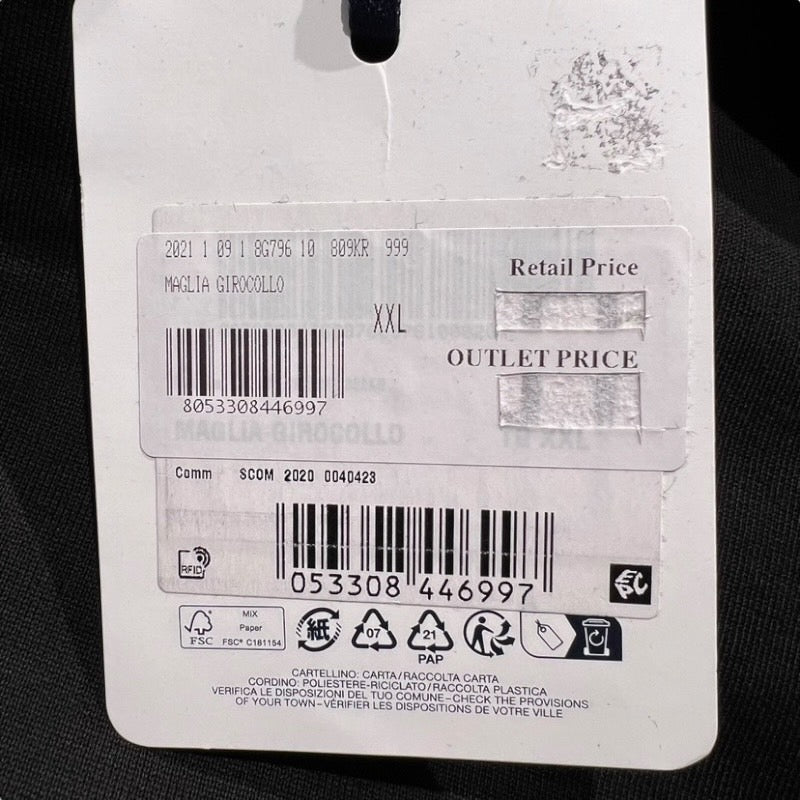 2021 1 09 1 8G796 10 809KR 999
MAGLIA GIROCOLLO
XXL
Retail Price
OUTLET PRICE
8053308446997
MAGLIA GIROCOLLO XXL
Comm SCOM 2020 0040423
RFID
053308 446997
EPC
FSC
MIX
Paper
FSC® C161154
紙
07
21
PAP
CARTELLINO: CARTA/RACCOLTA CARTA
CORDINO: POLIESTERE-RICICLATO/RACCOLTA PLASTICA
VERIFICA LE DISPOSIZIONI DEL TUO COMUNE-CHECK THE PROVISIONS
OF YOUR TOWN-VÉRIFIER LES DISPOSITIONS DE VOTRE VILLE